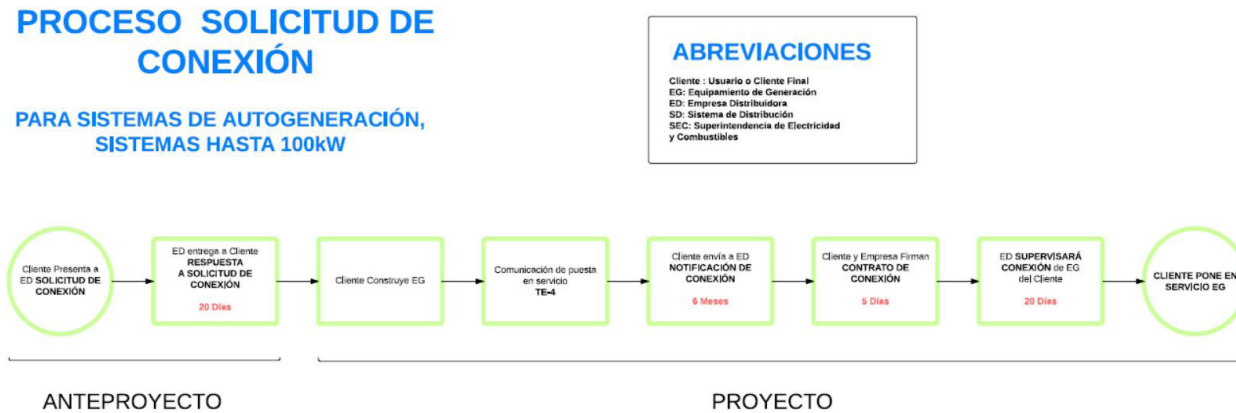 PROCESO SOLICITUD DE
CONEXIÓN
PARA SISTEMAS DE AUTOGENERACIÓN,
SISTEMAS HASTA 100kW
ABREVIACIONES
Cliente : Usuario o Cliente Final
EG: Equipamiento de Generación
ED: Empresa Distribuidora
SD: Sistema de Distribución
SEC: Superintendencia de Electricidad
y Combustibles
Cliente Presenta a
ED SOLICITUD DE
CONEXIÓN
ED entrega a Cliente
RESPUESTA
A SOLICITUD DE
CONEXIÓN
20 Días
Cliente Construye EG
Comunicación de puesta
en servicio
TE-4
Cliente envía a ED
NOTIFICACIÓN DE
CONEXIÓN
6 Meses
Cliente y Empresa Firman
CONTRATO DE
CONEXIÓN
5 Días
ED SUPERVISARÁ
CONEXIÓN de EG
del Cliente
20 Días
CLIENTE PONE EN
SERVICIO EG
ANTEPROYECTO
PROYECTO